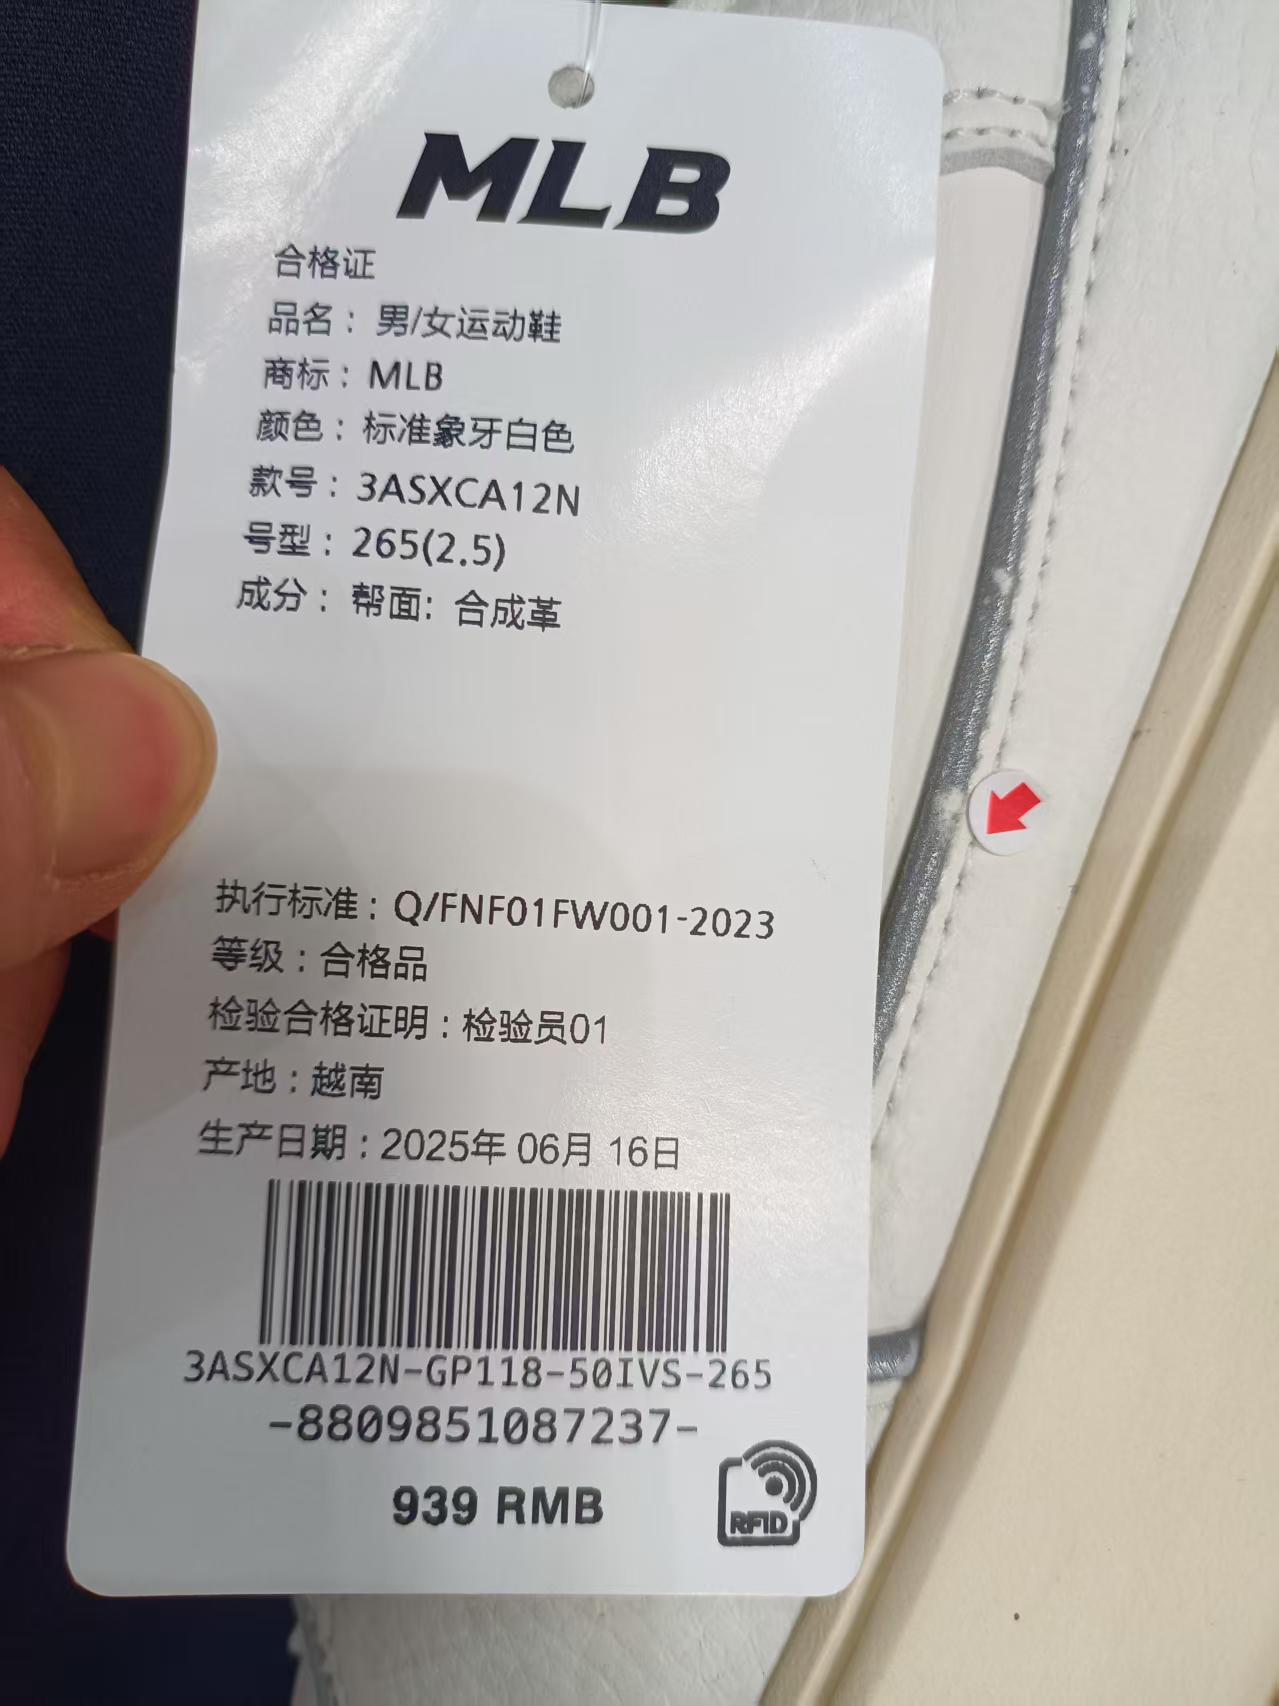 MLB
合格证
品名：男/女运动鞋
商标：MLB
颜色：标准象牙白色
款号：3ASXCA12N
号型：265(2.5)
成分：帮面: 合成革
执行标准：Q/FNF01FW001-2023
等级：合格品
检验合格证明：检验员01
产地：越南
生产日期：2025年 06月 16日
3ASXCA12N-GP118-50IVS-265
-8809851087237-
939 RMB
RFID